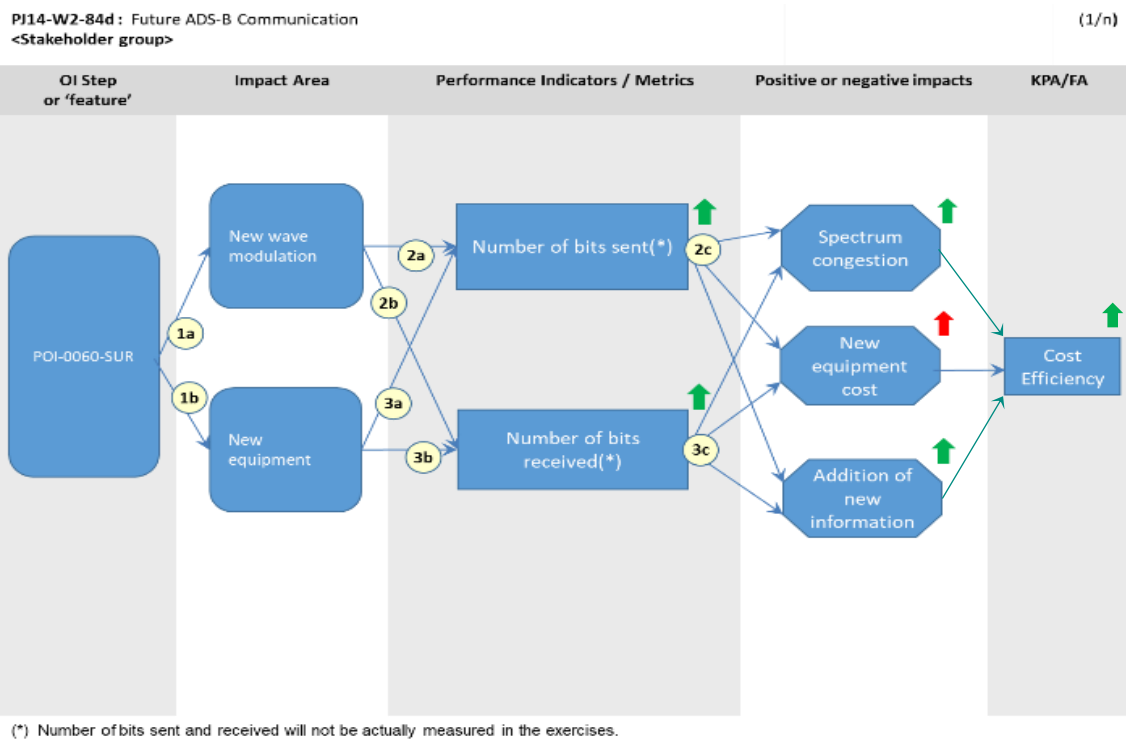 PJ14-W2-84d : Future ADS-B Communication
(1/n)
<Stakeholder group>
OI Step
or ‘feature’
Impact Area
Performance Indicators / Metrics
Positive or negative impacts
KPA/FA
POI-0060-SUR
1a
1b
New wave
modulation
New
equipment
2a
2b
3a
3b
Number of bits sent(*)
Number of bits
received(*)
2c
3c
Spectrum
congestion
New
equipment
cost
Addition of
new
information
Cost
Efficiency
(*) Number of bits sent and received will not be actually measured in the exercises.